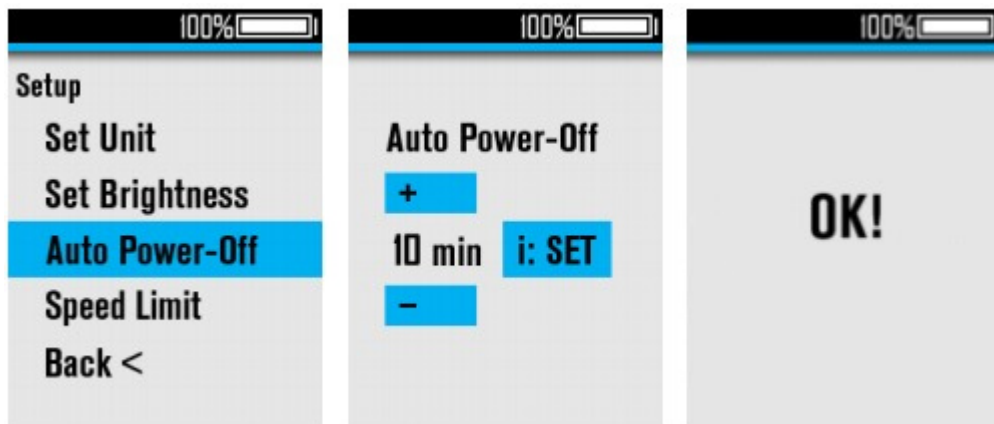 100%
Setup
Set Unit
Set Brightness
Auto Power-Off
Speed Limit
Back <
100%
Auto Power-Off
+
10 min i: SET
-
100%
OK!